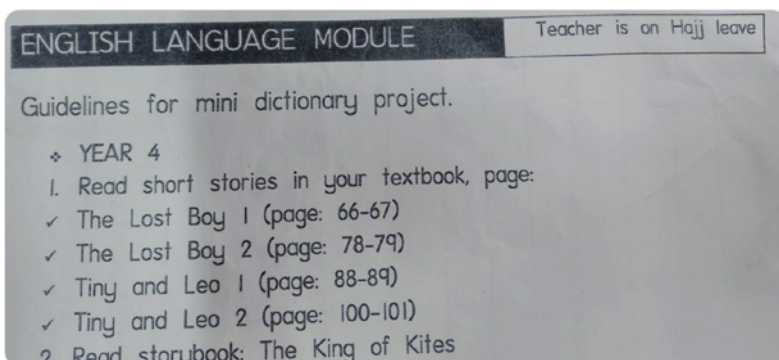 ENGLISH LANGUAGE MODULE
Teacher is on Hajj leave
Guidelines for mini dictionary project.
❖ YEAR 4
1. Read short stories in your textbook, page:
✓ The Lost Boy 1 (page: 66-67)
✓ The Lost Boy 2 (page: 78-79)
✓ Tiny and Leo 1 (page: 88-89)
✓ Tiny and Leo 2 (page: 100-101)
2. Read storybook: The King of Kites